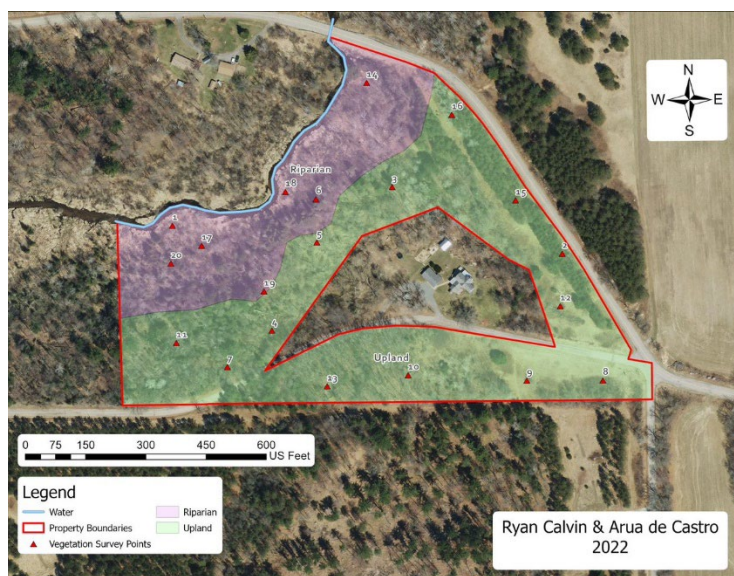 N
W E
S
14
16
3
Riparian
18
6
15
1
17
5
2
20
19
12
4
11
Upland
7
13
10
9
8
0 75 150 300 450 600
US Feet
Legend
Water
Property Boundaries
Vegetation Survey Points
Riparian
Upland
Ryan Calvin & Arua de Castro
2022